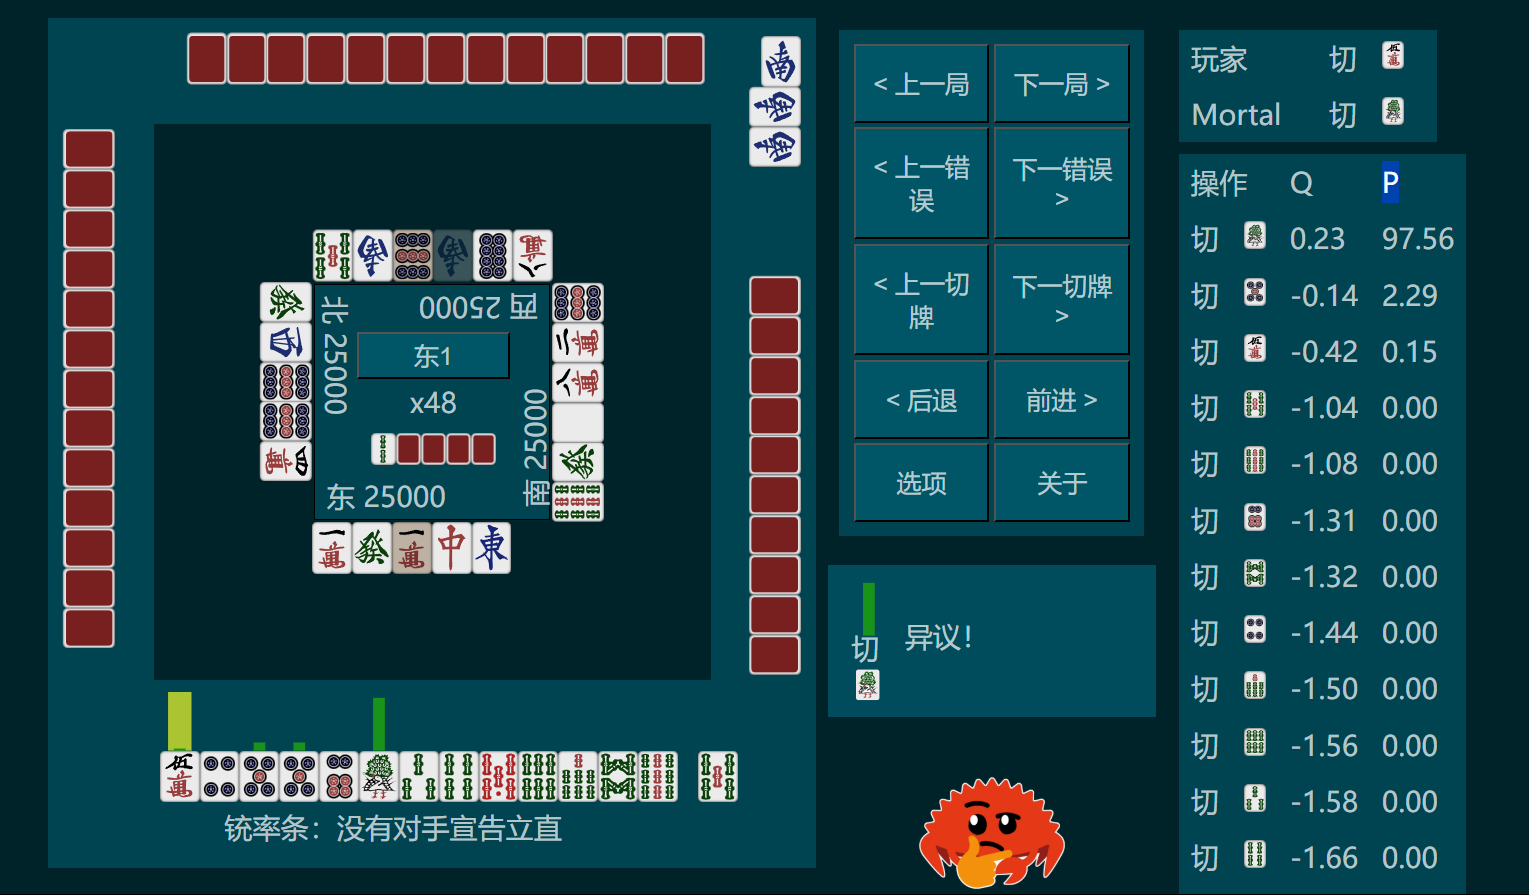 北 25000
西 25000
东1
x48
东 25000
南 25000
铳率条：没有对手宣告立直
< 上一局
下一局 >
< 上一错误
下一错误 >
< 上一切牌
下一切牌 >
< 后退
前进 >
选项
关于
切
异议！
玩家 切
Mortal 切
操作 Q P
切 0.23 97.56
切 -0.14 2.29
切 -0.42 0.15
切 -1.04 0.00
切 -1.08 0.00
切 -1.31 0.00
切 -1.32 0.00
切 -1.44 0.00
切 -1.50 0.00
切 -1.56 0.00
切 -1.58 0.00
切 -1.66 0.00